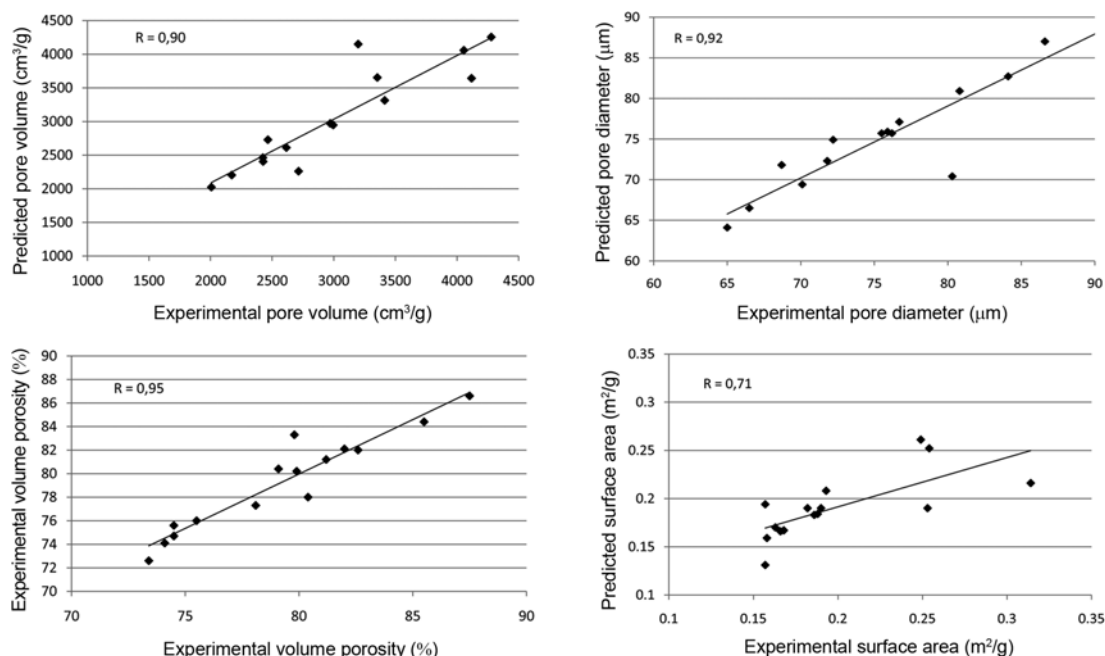 R = 0,90
Predicted pore volume (cm³/g)
4500
4000
3500
3000
2500
2000
1500
1000
1000 1500 2000 2500 3000 3500 4000 4500
Experimental pore volume (cm³/g)
R = 0,92
Predicted pore diameter (μm)
90
85
80
75
70
65
60
60 65 70 75 80 85 90
Experimental pore diameter (μm)
R = 0,95
Experimental volume porosity (%)
90
88
86
84
82
80
78
76
74
72
70
70 75 80 85 90
Experimental volume porosity (%)
R = 0,71
Predicted surface area (m²/g)
0.35
0.3
0.25
0.2
0.15
0.1
0.1 0.15 0.2 0.25 0.3 0.35
Experimental surface area (m²/g)